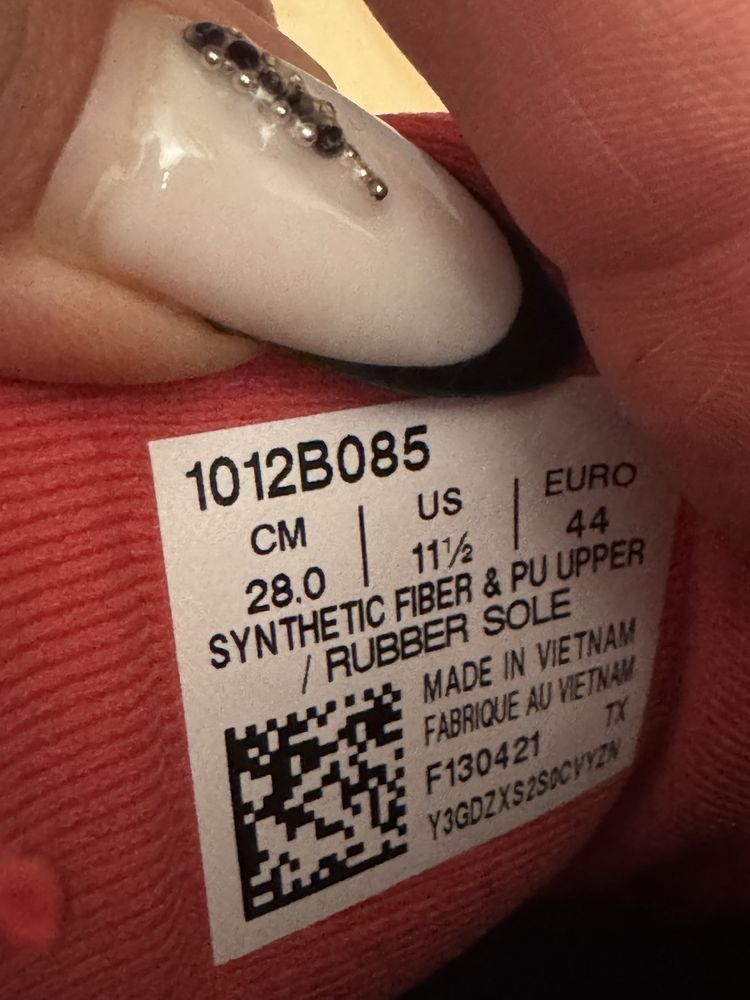 1012B085
CM | US | EURO
28.0 | 11½ | 44
SYNTHETIC FIBER & PU UPPER
/ RUBBER SOLE
MADE IN VIETNAM
FABRIQUE AU VIETNAM
TX
F130421
Y3GDZXS2S0CVYZN